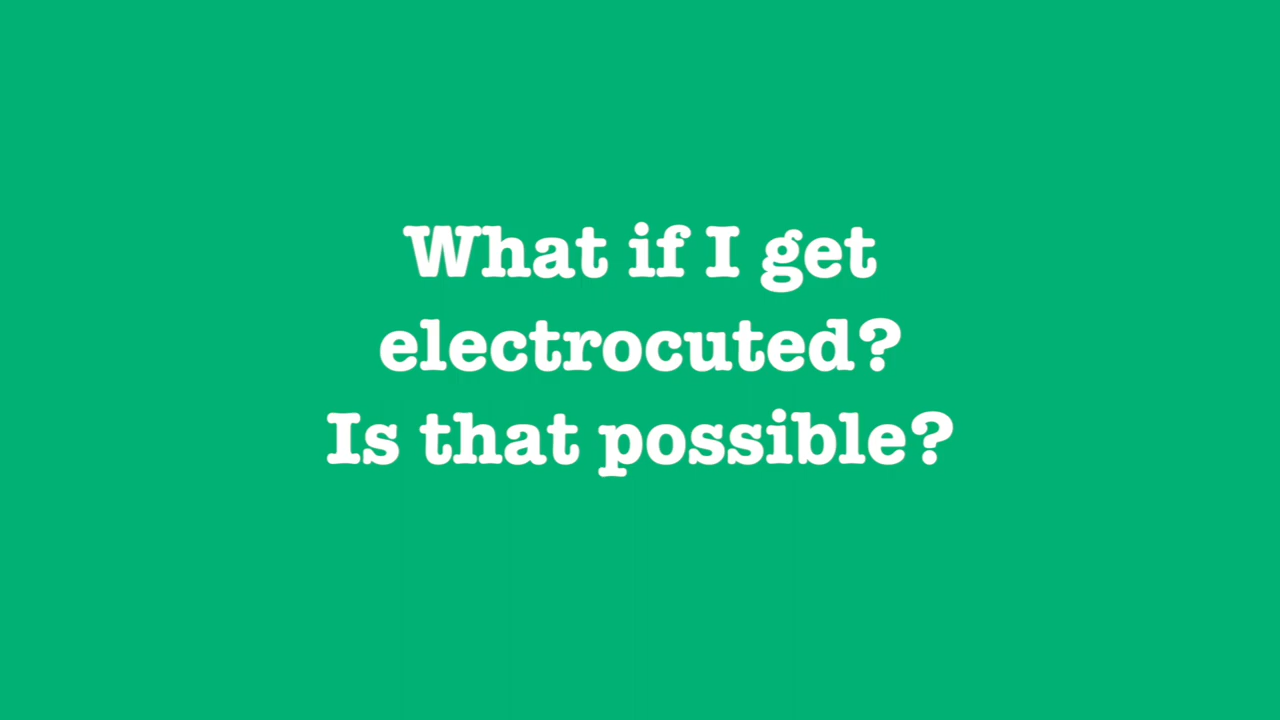 What if I get
electrocuted?
Is that possible?